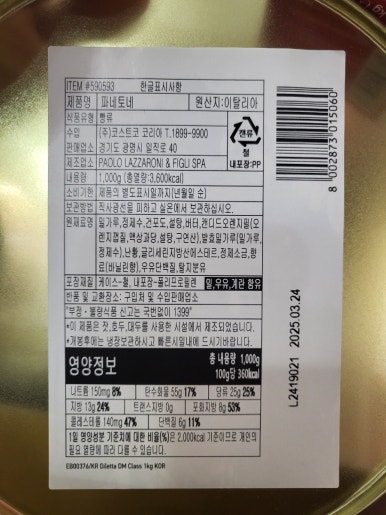 ITEM #590593 한글표시사항
제품명 파네토네 원산지:이탈리아
식품유형 빵류
수입 (주)코스트코 코리아 T.1899-9900
판매업소 경기도 광명시 일직로 40
제조업소 PAOLO LAZZARONI & FIGLI SPA
내용량 1,000g (총열량:3,600kcal)
소비기한 제품의 별도표시일까지(년월일 순)
보관방법 직사광선을 피하고 실온에서 보관하십시오.
원재료명 밀가루,정제수,건포도,설탕,버터,캔디드오렌지필(오
렌지껍질,액상과당,설탕,구연산),발효밀가루(밀가루,
정제수),난황,글리세린지방산에스테르,정제소금,향
료(바닐린향),우유단백질,탈지분유
포장재질 케이스-철, 내포장-폴리프로필렌 밀,우유,계란 함유
반품 및 교환장소: 구입처 및 수입판매업소
"부정·불량식품 신고는 국번없이 1399"
*이 제품은 잣,호두,대두를 사용한 시설에서 제조되었습니다.
*개봉후에는 냉장보관하시고 빠른시일내에 드시기바랍니다.
영양정보 총 내용량 1,000g
100g당 360kcal
나트륨 150mg 8% 탄수화물 55g 17% 당류 25g 25%
지방 13g 24% 트랜스지방 0g 포화지방 8g 53%
콜레스테롤 140mg 47% 단백질 6g 11%
1일 영양성분 기준치에 대한 비율(%)은 2,000kcal 기준이므로 개인의
필요 열량에 따라 다를 수 있습니다.
EB00376/KR Diletta DM Class 1kg KOR
캔류
철
내포장:PP
8 002873 015060
L2419021 2025.03.24